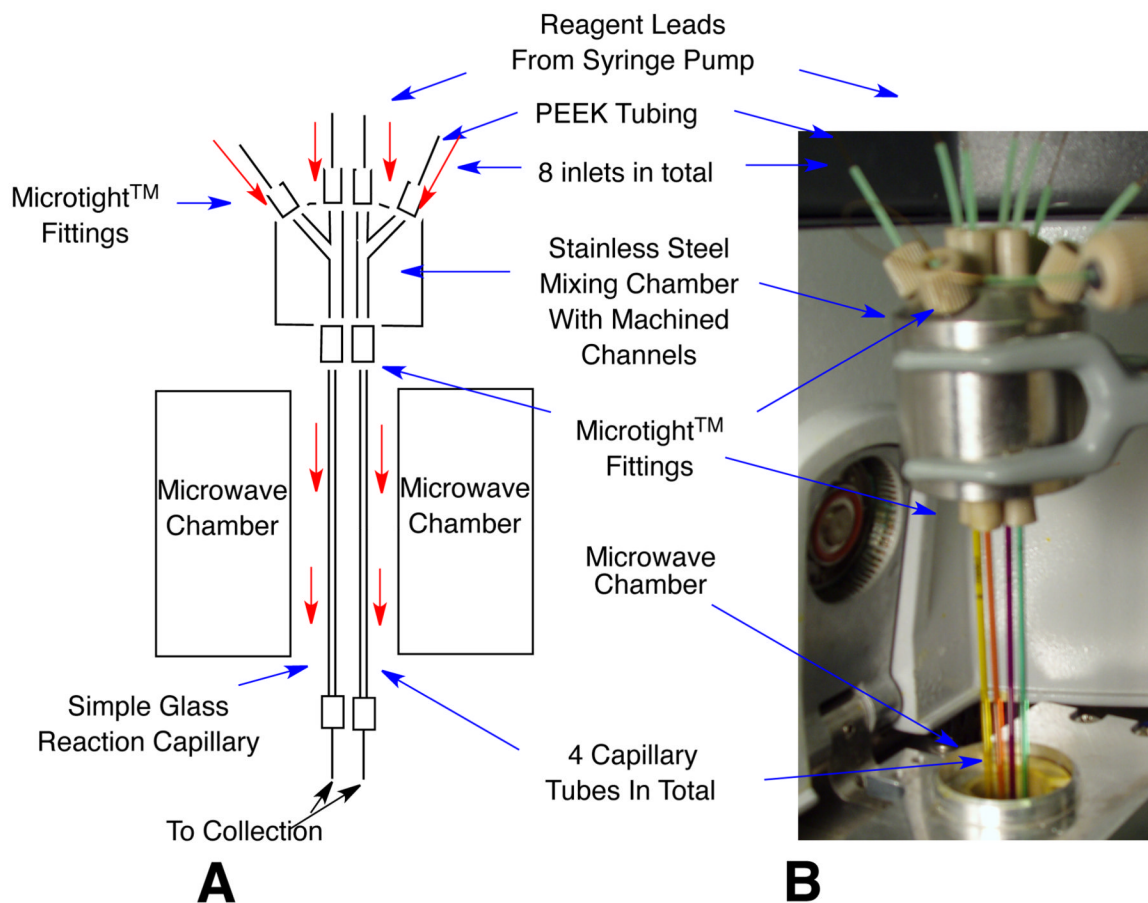 Reagent Leads
From Syringe Pump
PEEK Tubing
8 inlets in total
Microtight™
Fittings
Stainless Steel
Mixing Chamber
With Machined
Channels
Microtight™
Fittings
Microwave
Chamber
Microwave
Chamber
Microwave
Chamber
Simple Glass
Reaction Capillary
4 Capillary
Tubes In Total
To Collection
A
B